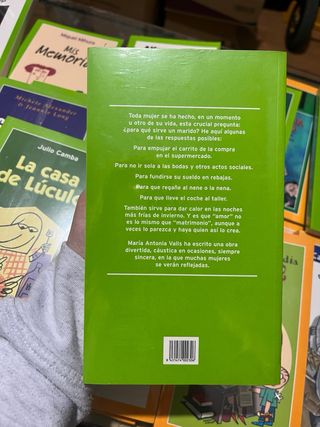 Miguel Mihura
Mis
Memorias
Michele Alexander
& Jeannie Long
Julio Camba
La casa
de Lúculo
Toda mujer se ha hecho, en un momento
u otro de su vida, esta crucial pregunta:
¿para qué sirve un marido? He aquí algunas
de las respuestas posibles:
Para empujar el carrito de la compra
en el supermercado.
Para no ir sola a las bodas y otros actos sociales.
Para fundirse su sueldo en rebajas.
Para que regañe al nene o la nena.
Para que lleve el coche al taller.
También sirve para dar calor en las noches
más frías de invierno. Y es que "amor" no
es lo mismo que "matrimonio", aunque a
veces lo parezca y haya quien así lo crea.
María Antonia Valls ha escrito una obra
divertida, cáustica en ocasiones, siempre
sincera, en la que muchas mujeres
se verán reflejadas.